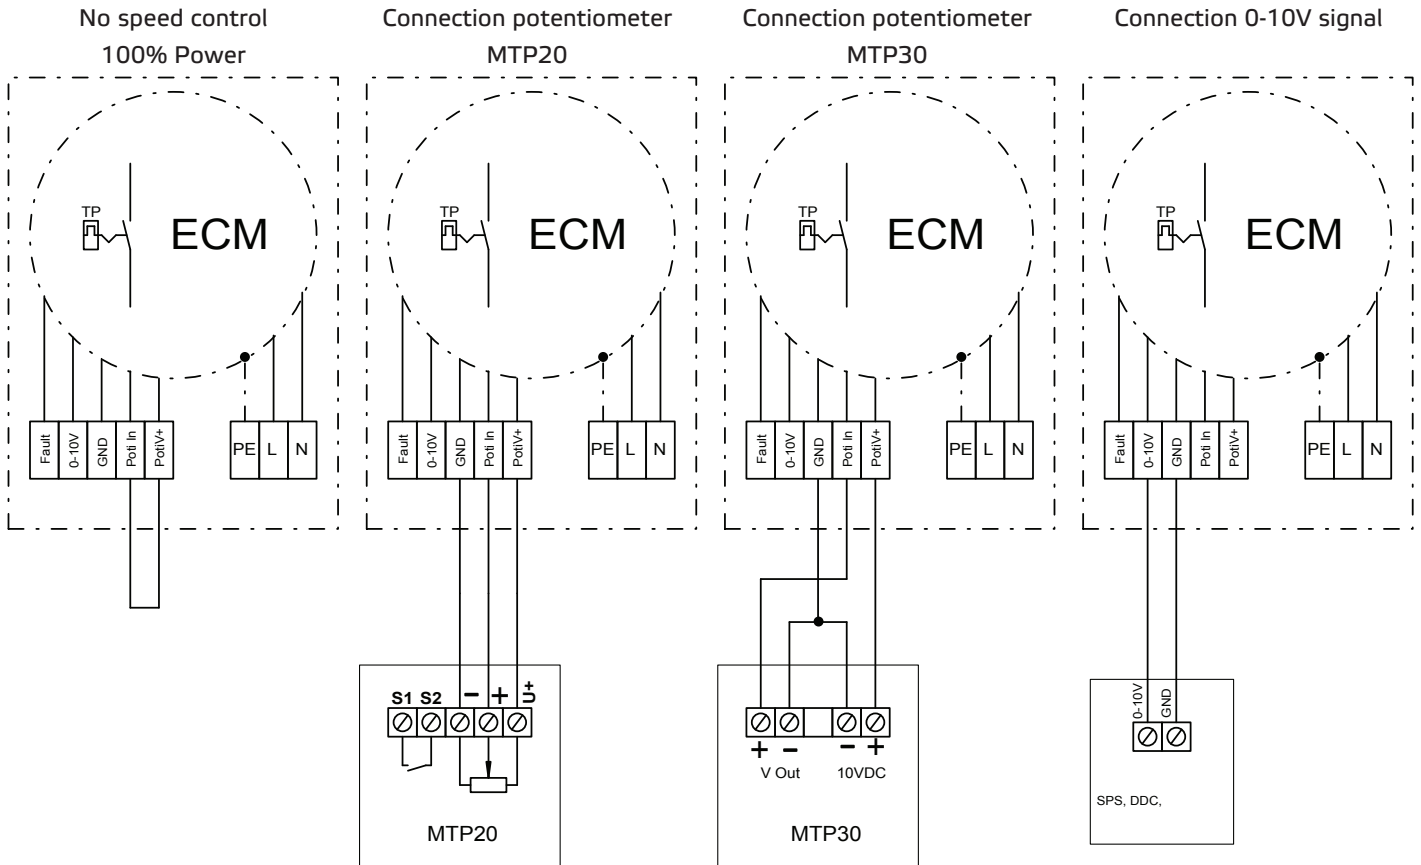 No speed control
100% Power
Connection potentiometer
MTP20
Connection potentiometer
MTP30
Connection 0-10V signal
TP
ECM
Fault
0-10V
GND
Poti In
PotiV+
PE L N
TP
ECM
Fault
0-10V
GND
Poti In
PotiV+
PE L N
S1 S2 − + U+
MTP20
TP
ECM
Fault
0-10V
GND
Poti In
PotiV+
PE L N
+ − − +
V Out 10VDC
MTP30
TP
ECM
Fault
0-10V
GND
Poti In
PotiV+
PE L N
0-10V
GND
SPS, DDC,